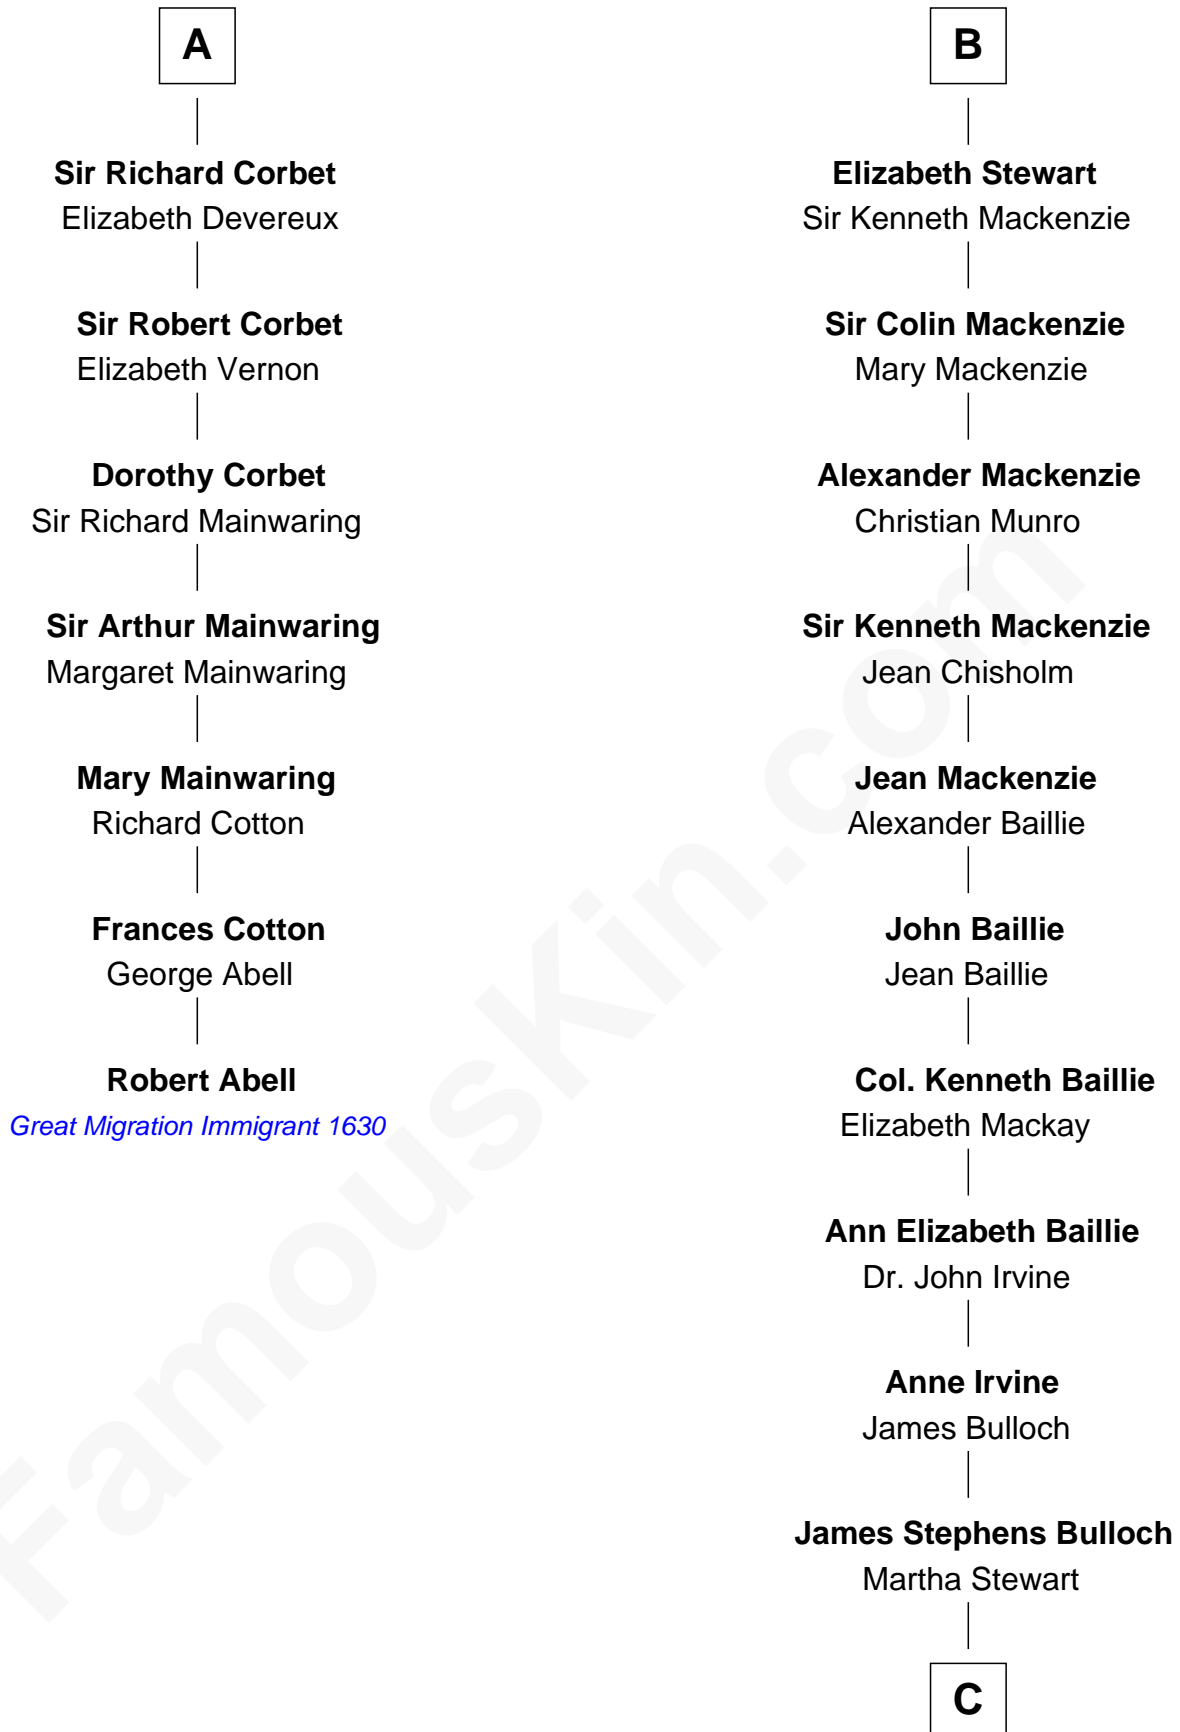 A
Sir Richard Corbet
Elizabeth Devereux
Sir Robert Corbet
Elizabeth Vernon
Dorothy Corbet
Sir Richard Mainwaring
Sir Arthur Mainwaring
Margaret Mainwaring
Mary Mainwaring
Richard Cotton
Frances Cotton
George Abell
Robert Abell
Great Migration Immigrant 1630
B
Elizabeth Stewart
Sir Kenneth Mackenzie
Sir Colin Mackenzie
Mary Mackenzie
Alexander Mackenzie
Christian Munro
Sir Kenneth Mackenzie
Jean Chisholm
Jean Mackenzie
Alexander Baillie
John Baillie
Jean Baillie
Col. Kenneth Baillie
Elizabeth Mackay
Ann Elizabeth Baillie
Dr. John Irvine
Anne Irvine
James Bulloch
James Stephens Bulloch
Martha Stewart
C
FamousKin.com